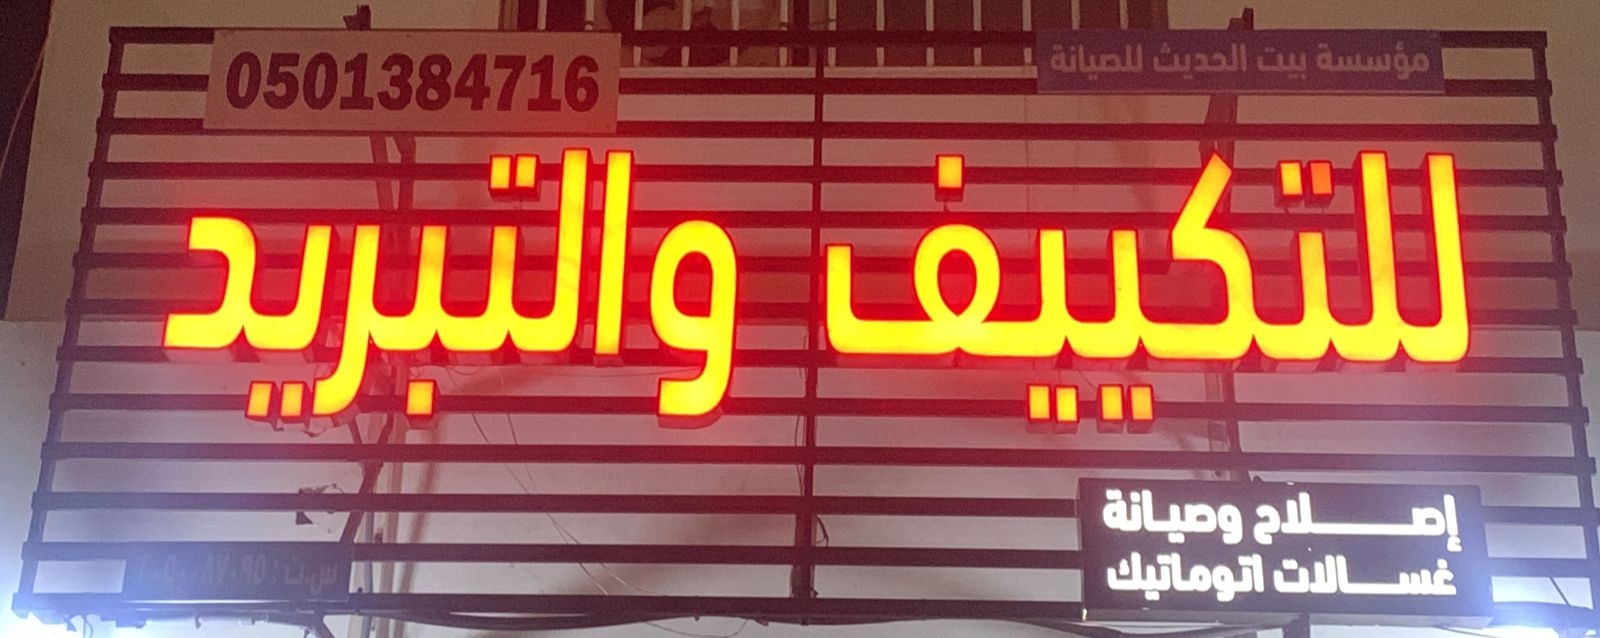 مؤسسة بيت الحديث للصيانة
0501384716
للتكييف والتبريد
إصلاح وصيانة
غسالات اتوماتيك
س.ت :